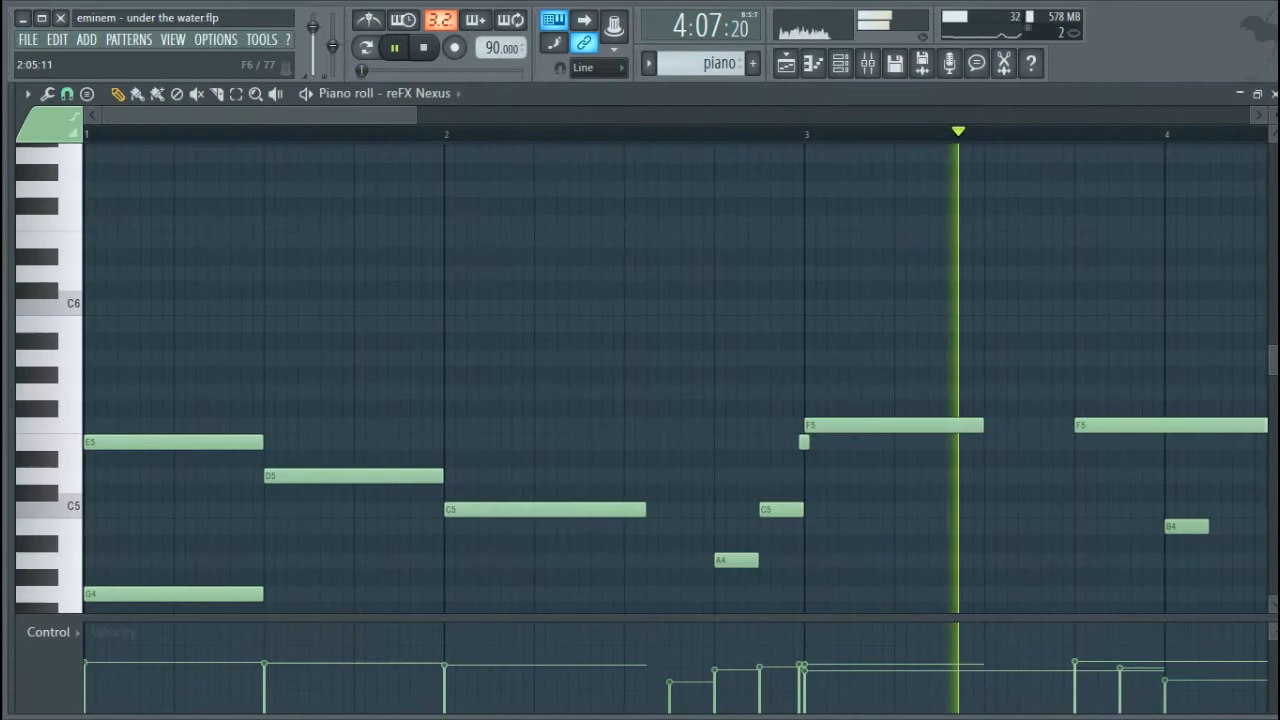 eminem - under the water.flp
FILE EDIT ADD PATTERNS VIEW OPTIONS TOOLS ?
2:05:11 F6 / 77
3.2
90.000
Line
4:07:20 B:S:T
piano
32 578 MB
2
Piano roll - reFX Nexus
1 2 3 4
C6
F5 F5
E5
D5
C5 C5 C5
B4
A4
G4
Control Velocity